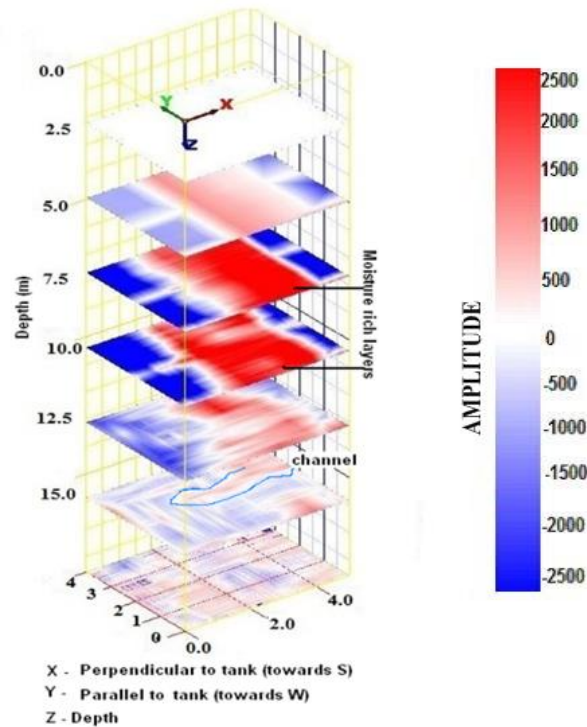 0.0
2.5
5.0
7.5
10.0
12.5
15.0
Depth (m)
Y
X
Z
Moisture rich layers
channel
4
3
2
1
0
0.0
2.0
4.0
AMPLITUDE
2500
2000
1500
1000
500
0
-500
-1000
-1500
-2000
-2500
X - Perpendicular to tank (towards S)
Y - Parallel to tank (towards W)
Z - Depth